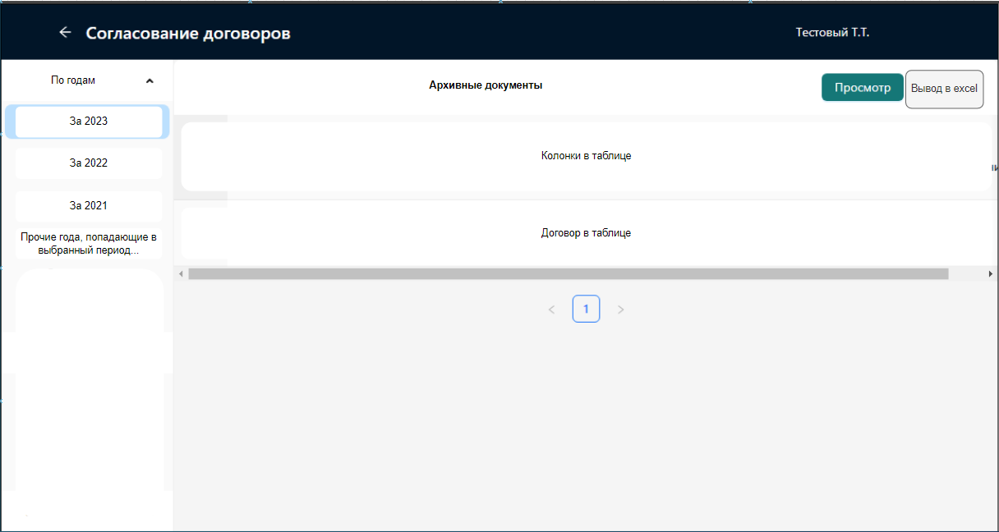 Согласование договоров
Тестовый Т.Т.
По годам
Архивные документы
Просмотр
Вывод в excel
За 2023
За 2022
За 2021
Прочие года, попадающие в
выбранный период...
Колонки в таблице
Договор в таблице
1